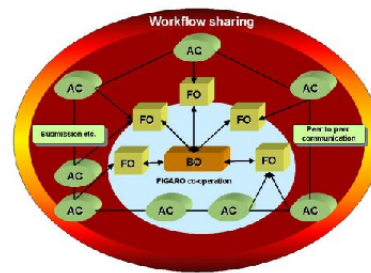 Workflow sharing
AC
AC
AC
FO
FO
FO
Submission etc.
Peer to peer
communication
FO
BO
FO
AC
FIGARO co-operation
AC
AC
AC
AC